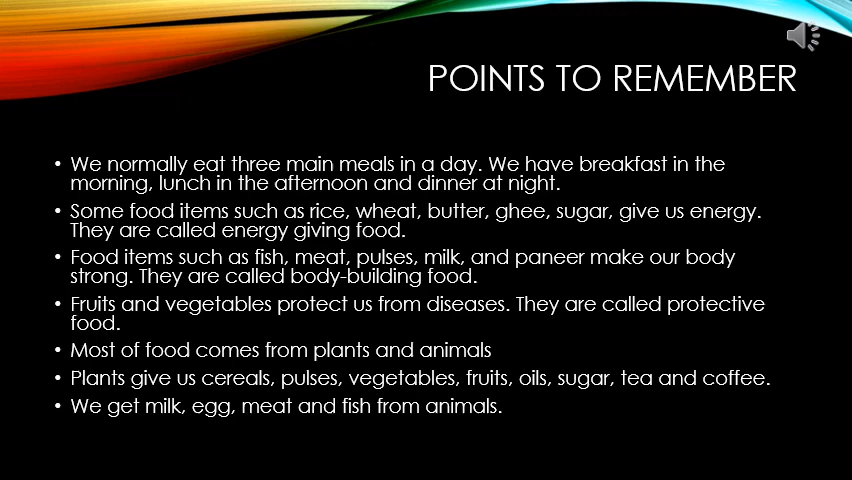 POINTS TO REMEMBER
• We normally eat three main meals in a day. We have breakfast in the
morning, lunch in the afternoon and dinner at night.
• Some food items such as rice, wheat, butter, ghee, sugar, give us energy.
They are called energy giving food.
• Food items such as fish, meat, pulses, milk, and paneer make our body
strong. They are called body-building food.
• Fruits and vegetables protect us from diseases. They are called protective
food.
• Most of food comes from plants and animals
• Plants give us cereals, pulses, vegetables, fruits, oils, sugar, tea and coffee.
• We get milk, egg, meat and fish from animals.